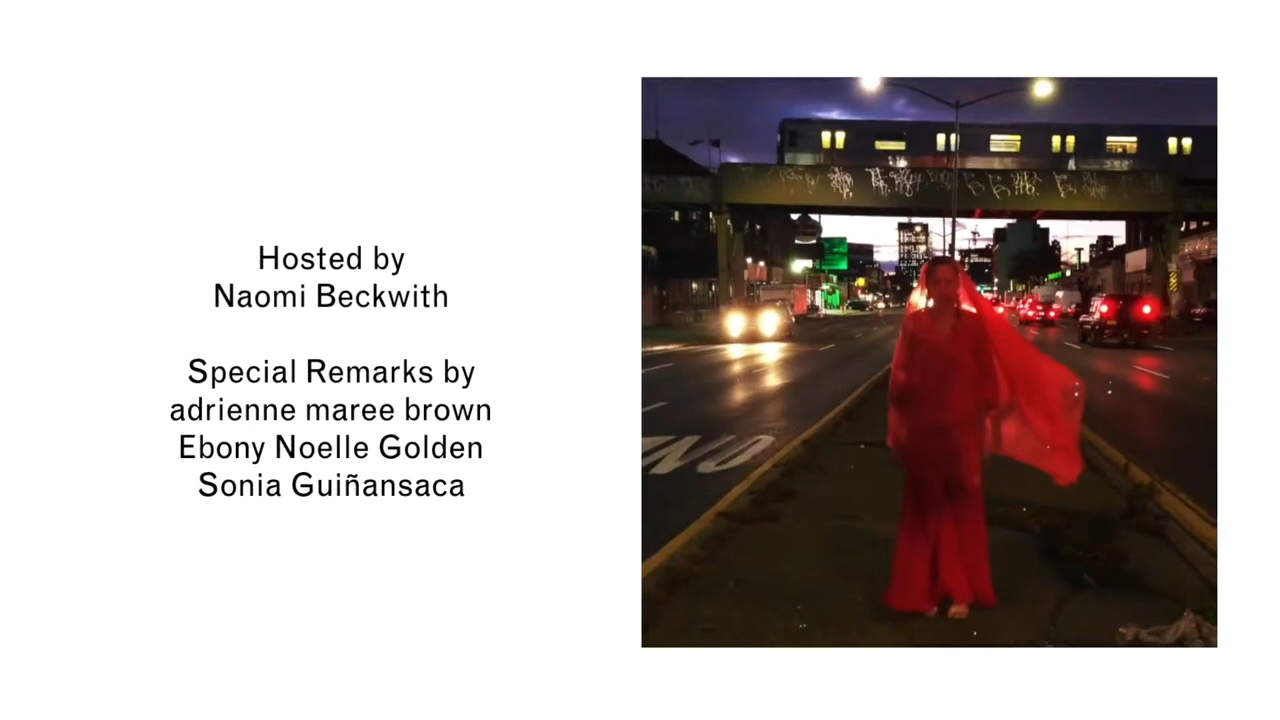 Hosted by
Naomi Beckwith
Special Remarks by
adrienne maree brown
Ebony Noelle Golden
Sonia Guiñansaca